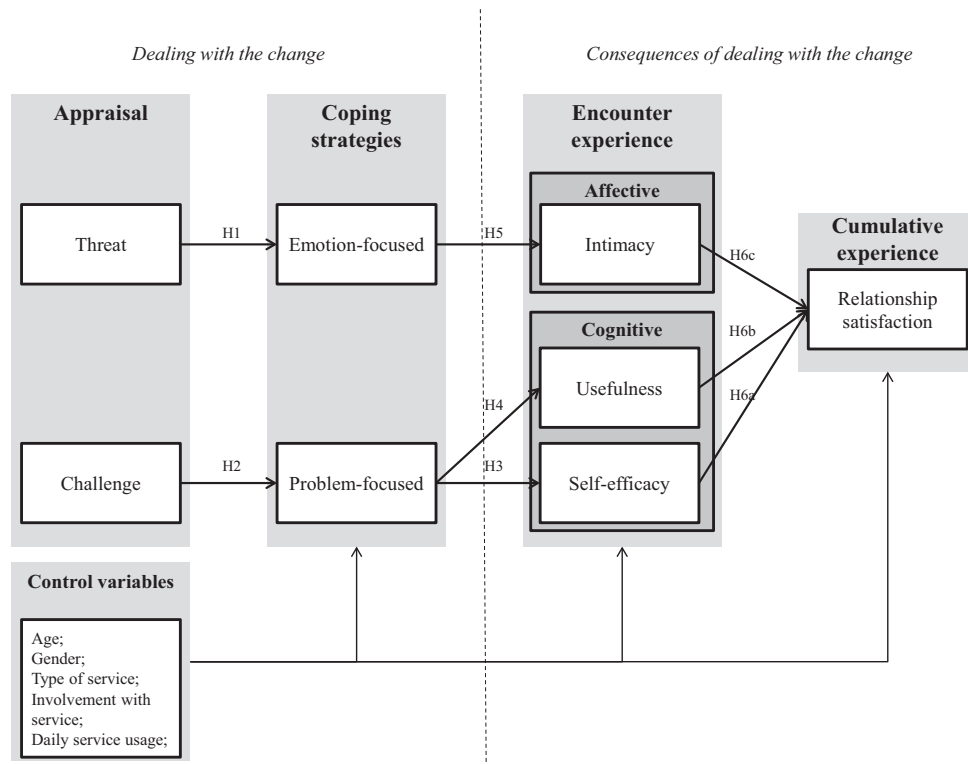 Dealing with the change
Consequences of dealing with the change
Appraisal
Coping
strategies
Encounter
experience
Affective
Cumulative
experience
Threat
H1
Emotion-focused
H5
Intimacy
H6c
Relationship
satisfaction
Cognitive
H6b
Usefulness
H6a
H4
Challenge
H2
Problem-focused
H3
Self-efficacy
Control variables
Age;
Gender;
Type of service;
Involvement with
service;
Daily service usage;